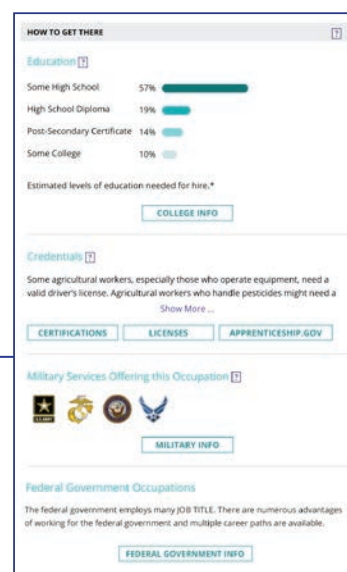 HOW TO GET THERE ?
Education ?
Some High School 57%
High School Diploma 19%
Post-Secondary Certificate 14%
Some College 10%
Estimated levels of education needed for hire.*
COLLEGE INFO
Credentials ?
Some agricultural workers, especially those who operate equipment, need a
valid driver's license. Agricultural workers who handle pesticides might need a
Show More ...
CERTIFICATIONS LICENSES APPRENTICESHIP.GOV
Military Services Offering this Occupation ?
U.S. ARMY
MILITARY INFO
Federal Government Occupations
The federal government employs many JOB TITLE. There are numerous advantages
of working for the federal government and multiple career paths are available.
FEDERAL GOVERNMENT INFO